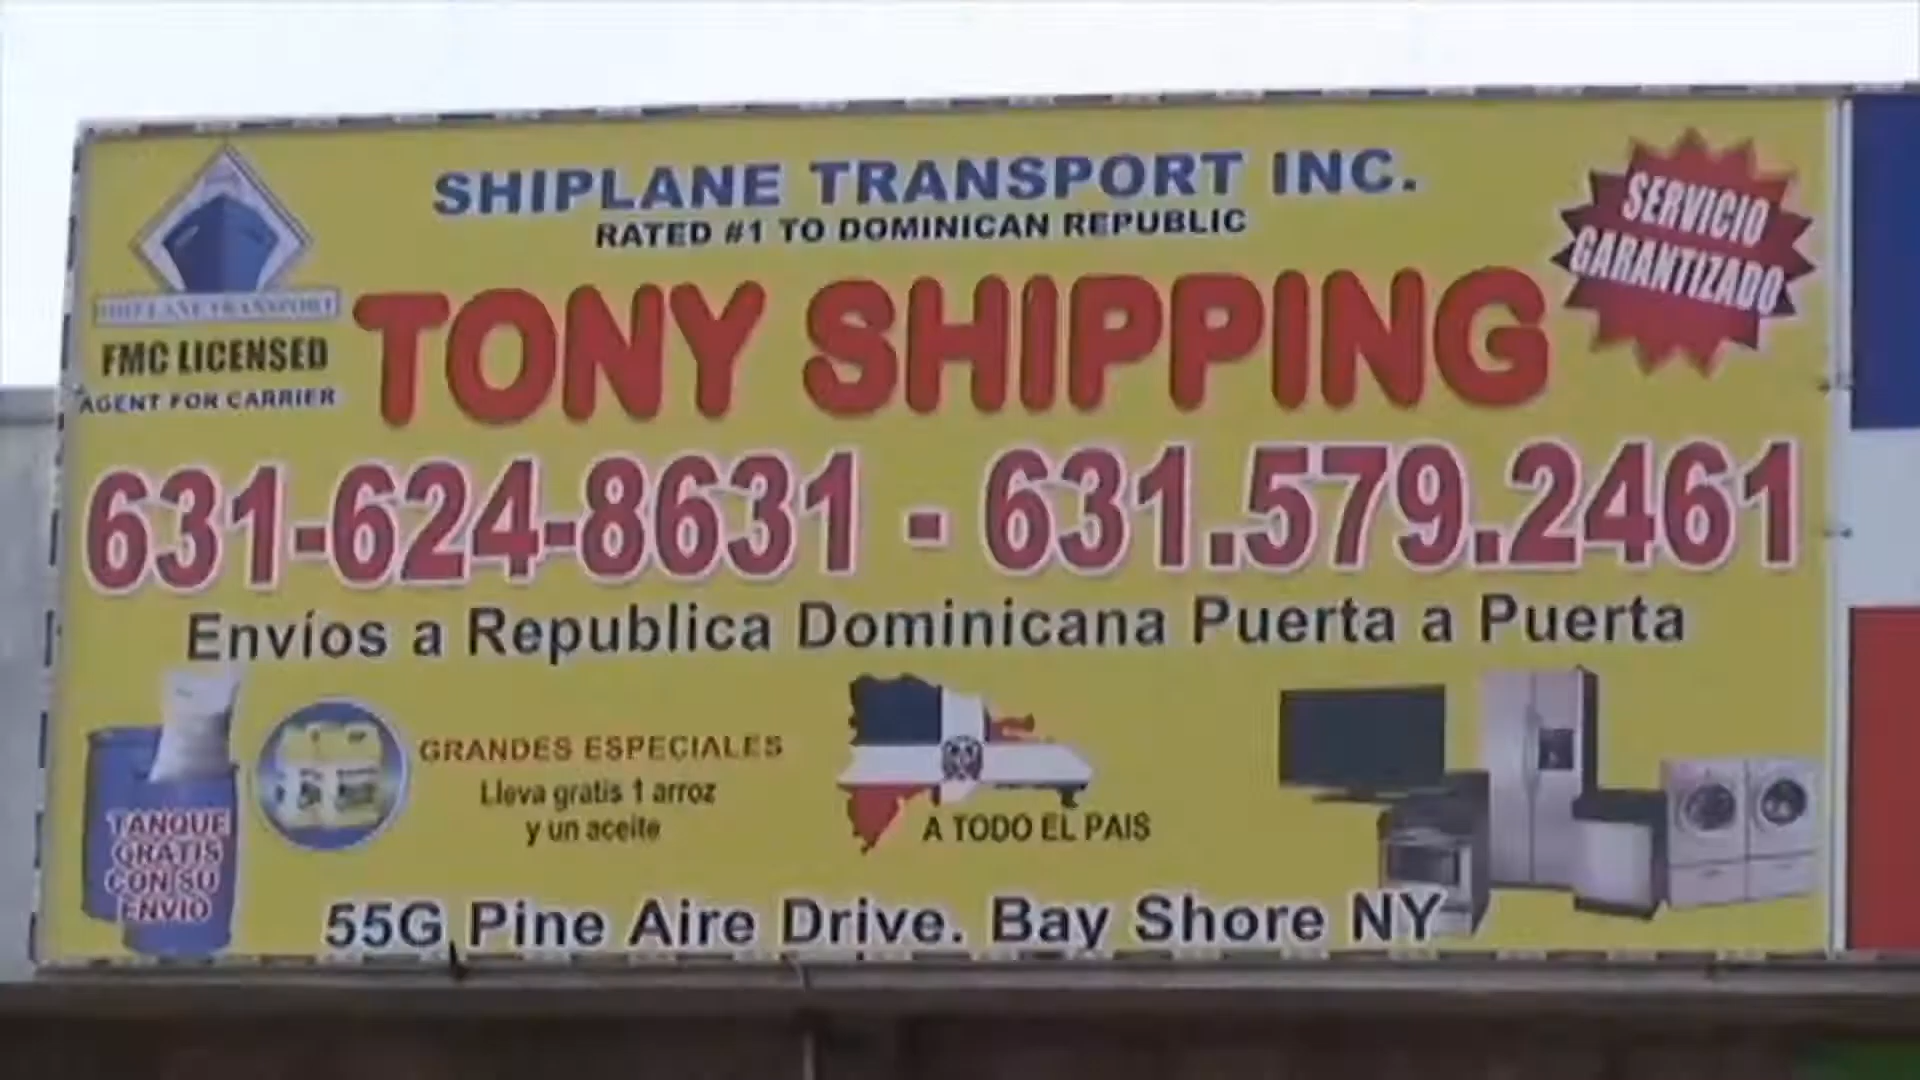 SHIPLANE TRANSPORT INC.
RATED #1 TO DOMINICAN REPUBLIC
SERVICIO
GARANTIZADO
SHIPLANE TRANSPORT
FMC LICENSED
AGENT FOR CARRIER
TONY SHIPPING
631-624-8631 - 631.579.2461
Envíos a Republica Dominicana Puerta a Puerta
TANQUE
GRATIS
CON SU
ENVIO
GRANDES ESPECIALES
Lleva gratis 1 arroz
y un aceite
A TODO EL PAIS
55G Pine Aire Drive. Bay Shore NY